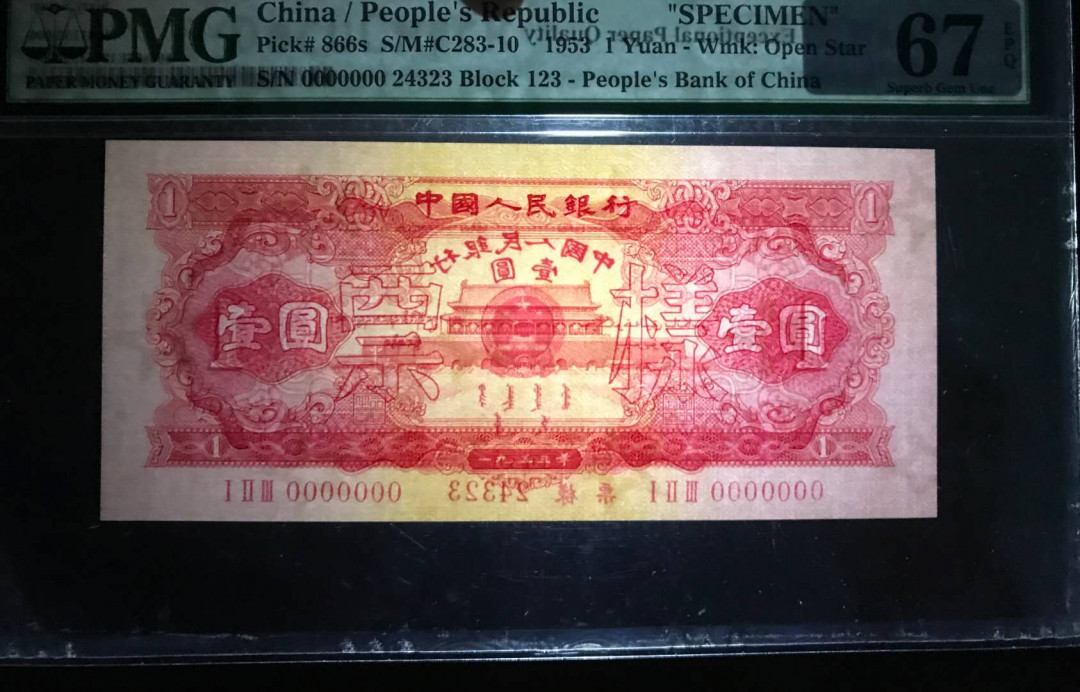 PMG
PAPER MONEY GUARANTY
China / People's Republic "SPECIMEN"
Pick# 866s S/M#C283-10 - 1953 1 Yuan - Wmk: Open Star
S/N 0000000 24323 Block 123 - People's Bank of China
67
EPQ
Superb Gem Unc
Exceptional Paper Quality
1 中國人民銀行 1
中國人民銀行
壹圓
壹圓 票樣 壹圓
1 1
I II III 0000000 24323 票樣 I II III 0000000